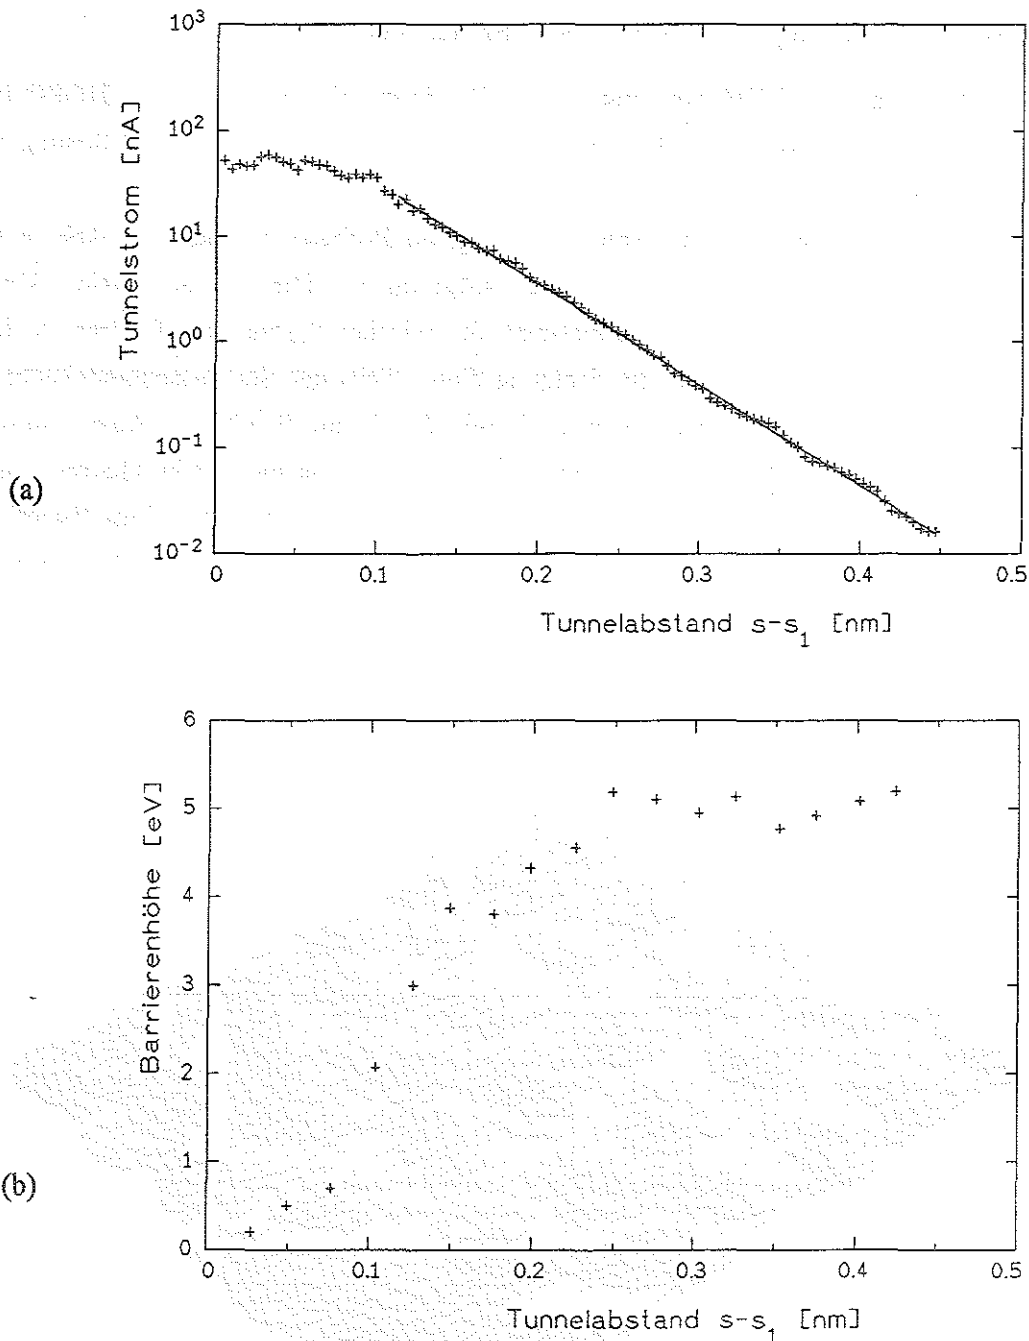 (a)
Tunnelstrom [nA]
10³
10²
10¹
10⁰
10⁻¹
10⁻²
0 0.1 0.2 0.3 0.4 0.5
Tunnelabstand s-s₁ [nm]
(b)
Barrierenhöhe [eV]
6
5
4
3
2
1
0
0 0.1 0.2 0.3 0.4 0.5
Tunnelabstand s-s₁ [nm]